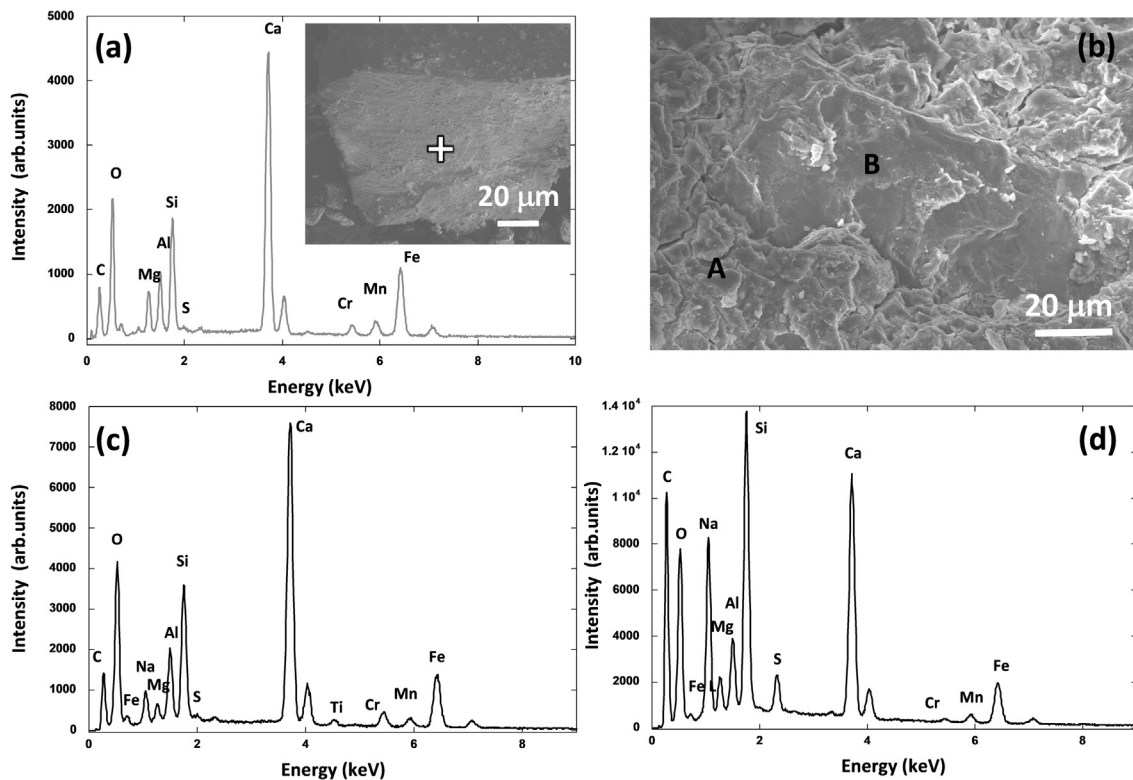 (a)
Intensity (arb.units)
5000
4000
3000
2000
1000
0
C
O
Mg
Al
Si
S
Ca
Cr
Mn
Fe
20 μm
0 2 4 6 8 10
Energy (keV)
(b)
B
A
20 μm
(c)
Intensity (arb.units)
8000
7000
6000
5000
4000
3000
2000
1000
0
C
O
Fe
Na
Mg
Al
Si
S
Ca
Ti
Cr
Mn
Fe
0 2 4 6 8
Energy (keV)
(d)
Intensity (arb.units)
1.4 10⁴
1.2 10⁴
1 10⁴
8000
6000
4000
2000
0
C
O
Fe L
Na
Mg
Al
Si
S
Ca
Cr
Mn
Fe
0 2 4 6 8
Energy (keV)